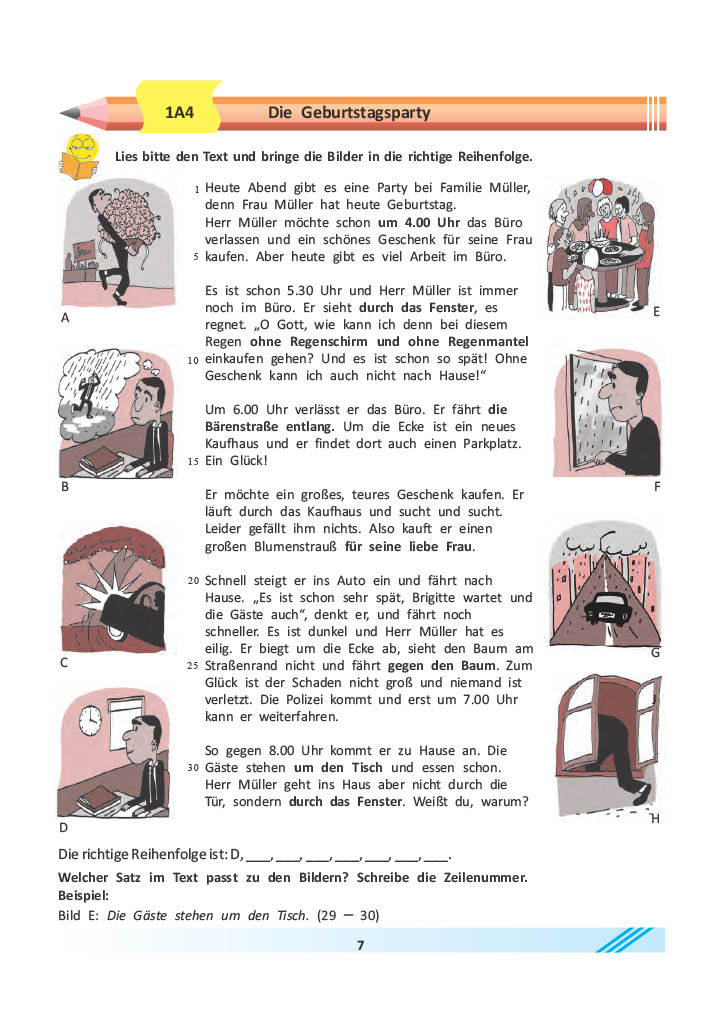 1A4 Die Geburtstagsparty
Lies bitte den Text und bringe die Bilder in die richtige Reihenfolge.
1 Heute Abend gibt es eine Party bei Familie Müller,
denn Frau Müller hat heute Geburtstag.
Herr Müller möchte schon um 4.00 Uhr das Büro
verlassen und ein schönes Geschenk für seine Frau
5 kaufen. Aber heute gibt es viel Arbeit im Büro.
Es ist schon 5.30 Uhr und Herr Müller ist immer
noch im Büro. Er sieht durch das Fenster, es
regnet. „O Gott, wie kann ich denn bei diesem
Regen ohne Regenschirm und ohne Regenmantel
10 einkaufen gehen? Und es ist schon so spät! Ohne
Geschenk kann ich auch nicht nach Hause!“
Um 6.00 Uhr verlässt er das Büro. Er fährt die
Bärenstraße entlang. Um die Ecke ist ein neues
Kaufhaus und er findet dort auch einen Parkplatz.
15 Ein Glück!
Er möchte ein großes, teures Geschenk kaufen. Er
läuft durch das Kaufhaus und sucht und sucht.
Leider gefällt ihm nichts. Also kauft er einen
großen Blumenstrauß für seine liebe Frau.
20 Schnell steigt er ins Auto ein und fährt nach
Hause. „Es ist schon sehr spät, Brigitte wartet und
die Gäste auch“, denkt er, und fährt noch
schneller. Es ist dunkel und Herr Müller hat es
eilig. Er biegt um die Ecke ab, sieht den Baum am
25 Straßenrand nicht und fährt gegen den Baum. Zum
Glück ist der Schaden nicht groß und niemand ist
verletzt. Die Polizei kommt und erst um 7.00 Uhr
kann er weiterfahren.
So gegen 8.00 Uhr kommt er zu Hause an. Die
30 Gäste stehen um den Tisch und essen schon.
Herr Müller geht ins Haus aber nicht durch die
Tür, sondern durch das Fenster. Weißt du, warum?
A
B
C
D
E
F
G
H
Die richtige Reihenfolge ist: D, ___, ___, ___, ___, ___, ___, ___.
Welcher Satz im Text passt zu den Bildern? Schreibe die Zeilenummer.
Beispiel:
Bild E: Die Gäste stehen um den Tisch. (29 — 30)
7